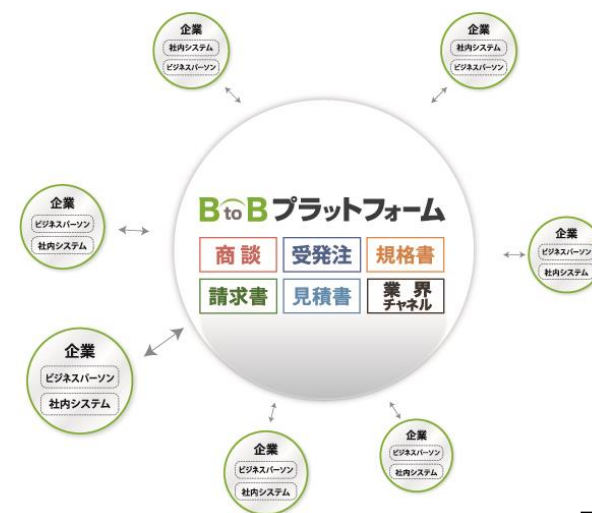 企業
社内システム
ビジネスパーソン
企業
社内システム
ビジネスパーソン
企業
ビジネスパーソン
社内システム
BtoBプラットフォーム
商談 受発注 規格書
請求書 見積書 業界チャネル
企業
ビジネスパーソン
社内システム
企業
ビジネスパーソン
社内システム
企業
ビジネスパーソン
社内システム
企業
ビジネスパーソン
社内システム